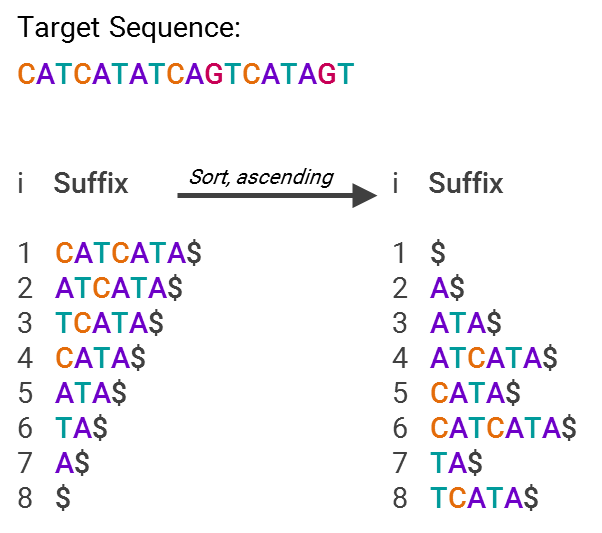 Target Sequence:
CATCATATCAGTCATAGT
i Suffix Sort, ascending i Suffix
1 CATCATA$ 1 $
2 ATCATA$ 2 A$
3 TCATA$ 3 ATA$
4 CATA$ 4 ATCATA$
5 ATA$ 5 CATA$
6 TA$ 6 CATCATA$
7 A$ 7 TA$
8 $ 8 TCATA$